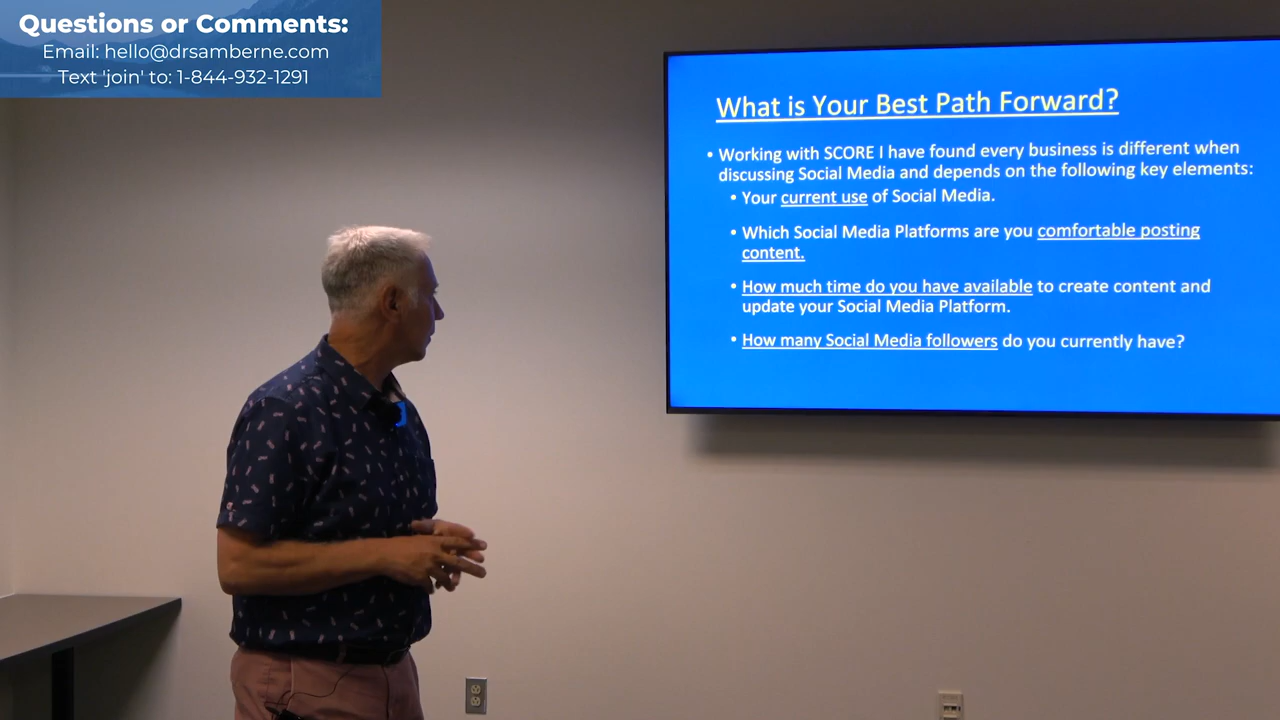 Questions or Comments:
Email: hello@drsamberne.com
Text 'join' to: 1-844-932-1291
What is Your Best Path Forward?
• Working with SCORE I have found every business is different when
discussing Social Media and depends on the following key elements:
• Your current use of Social Media.
• Which Social Media Platforms are you comfortable posting
content.
• How much time do you have available to create content and
update your Social Media Platform.
• How many Social Media followers do you currently have?